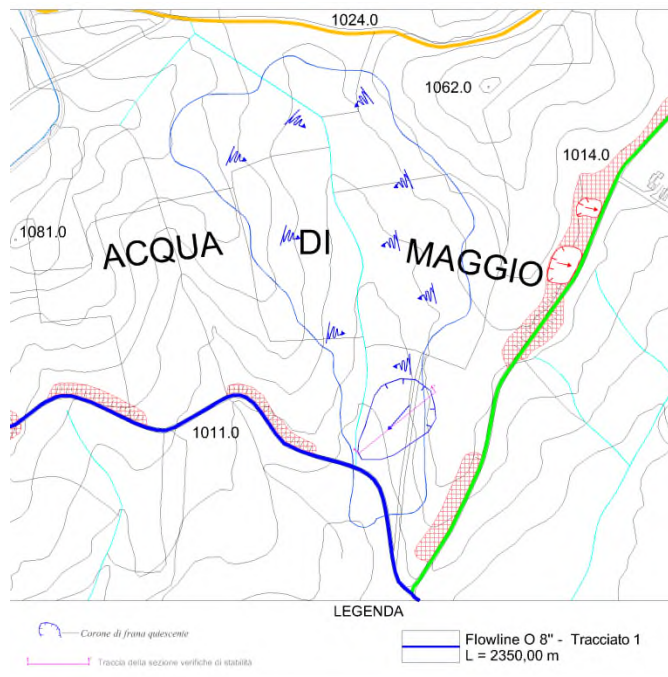 1024.0
1062.0
1014.0
1081.0
ACQUA DI MAGGIO
1011.0
LEGENDA
Corone di frana quiescente
Traccia della sezione verifiche di stabilità
Flowline O 8" - Tracciato 1
L = 2350,00 m